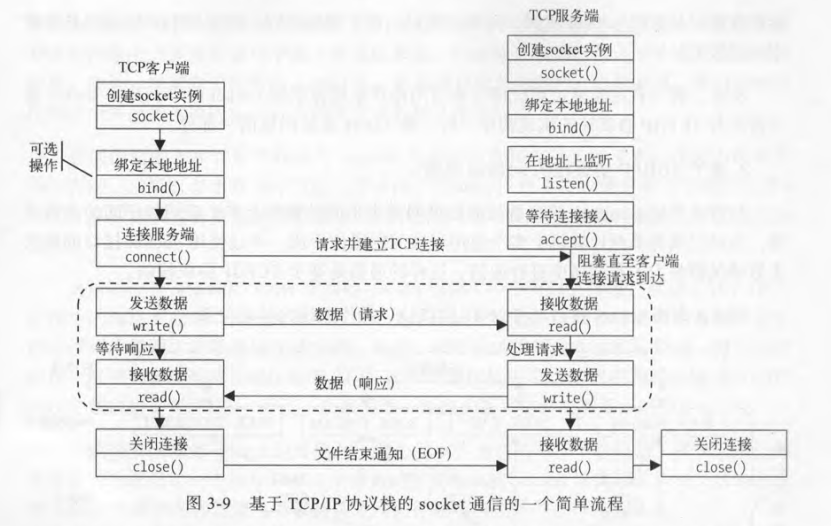 TCP服务端
创建socket实例
socket()
绑定本地地址
bind()
在地址上监听
listen()
等待连接接入
accept()
阻塞直至客户端
连接请求到达
TCP客户端
创建socket实例
socket()
可选
操作
绑定本地地址
bind()
连接服务端
connect()
请求并建立TCP连接
发送数据
write()
数据（请求）
接收数据
read()
等待响应
处理请求
接收数据
read()
数据（响应）
发送数据
write()
关闭连接
close()
文件结束通知（EOF）
接收数据
read()
关闭连接
close()
图 3-9 基于 TCP/IP 协议栈的 socket 通信的一个简单流程